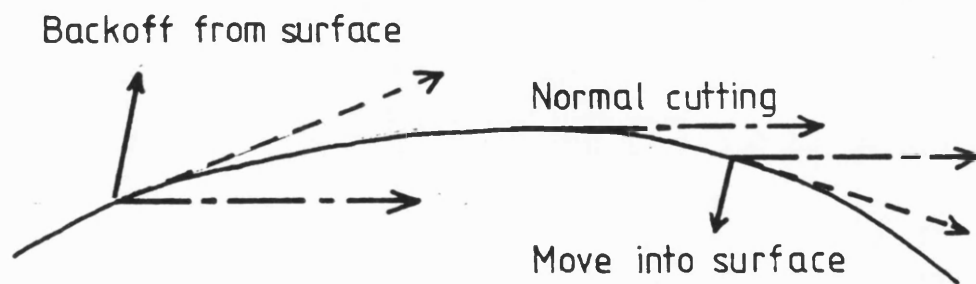 Backoff from surface
Normal cutting
Move into surface